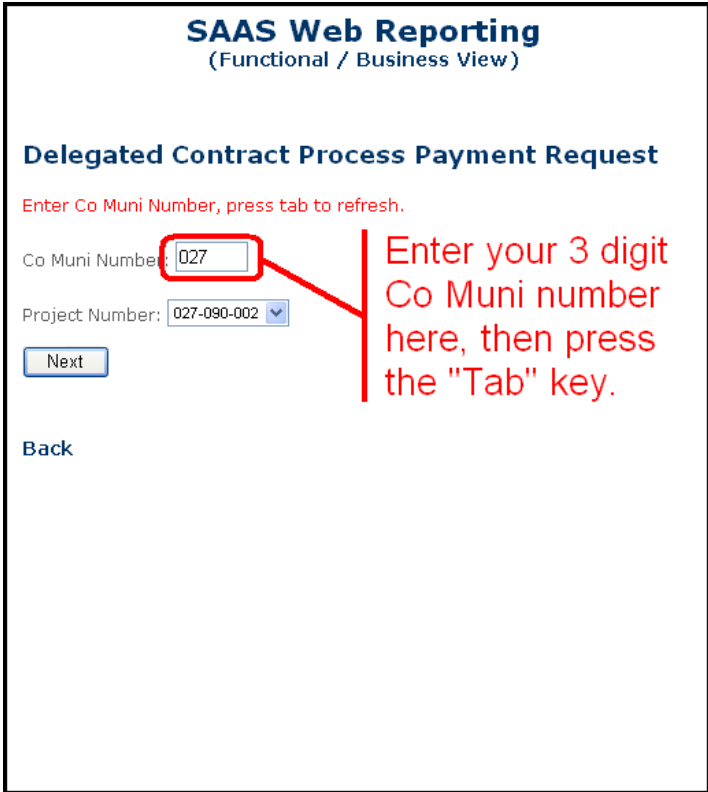 SAAS Web Reporting
(Functional / Business View)
Delegated Contract Process Payment Request
Enter Co Muni Number, press tab to refresh.
Co Muni Number: 027
Project Number: 027-090-002
Next
Back
Enter your 3 digit
Co Muni number
here, then press
the "Tab" key.